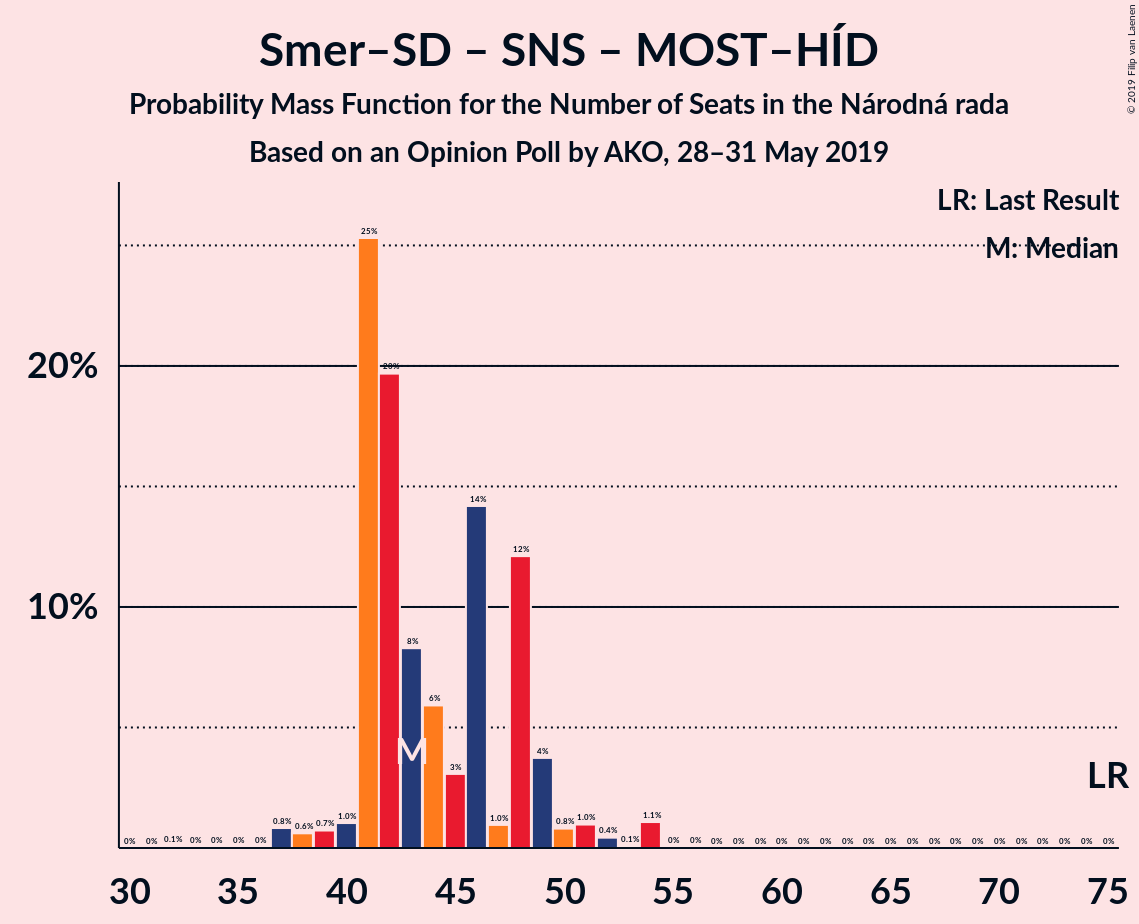 Smer–SD – SNS – MOST–HÍD
Probability Mass Function for the Number of Seats in the Národná rada
Based on an Opinion Poll by AKO, 28–31 May 2019
© 2019 Filip van Laenen
LR: Last Result
M: Median
20%
10%
0% 0% 0.1% 0% 0% 0% 0% 0.8% 0.6% 0.7% 1.0% 25% 20% 8% 6% 3% 14% 1.0% 12% 4% 0.8% 1.0% 0.4% 0.1% 1.1% 0% 0% 0% 0% 0% 0% 0% 0% 0% 0% 0% 0% 0% 0% 0% 0% 0% 0% 0% 0% 0%
M
LR
30 35 40 45 50 55 60 65 70 75